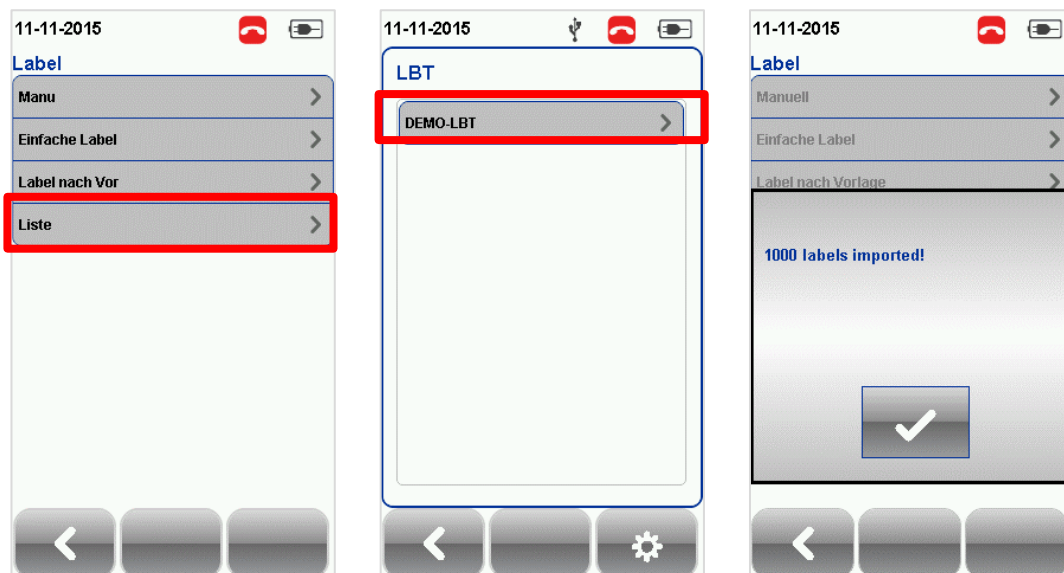 11-11-2015
Label
Manu
Einfache Label
Label nach Vor
Liste
11-11-2015
LBT
DEMO-LBT
11-11-2015
Label
Manuell
Einfache Label
Label nach Vorlage
1000 labels imported!